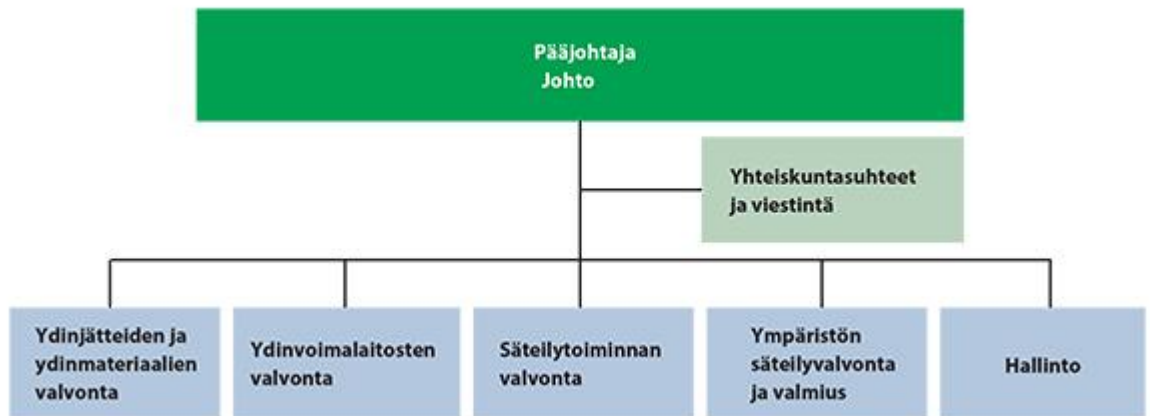 Pääjohtaja
Johto
Yhteiskuntasuhteet
ja viestintä
Ydinjätteiden ja
ydinmateriaalien
valvonta
Ydinvoimalaitosten
valvonta
Säteilytoiminnan
valvonta
Ympäristön
säteilyvalvonta
ja valmius
Hallinto